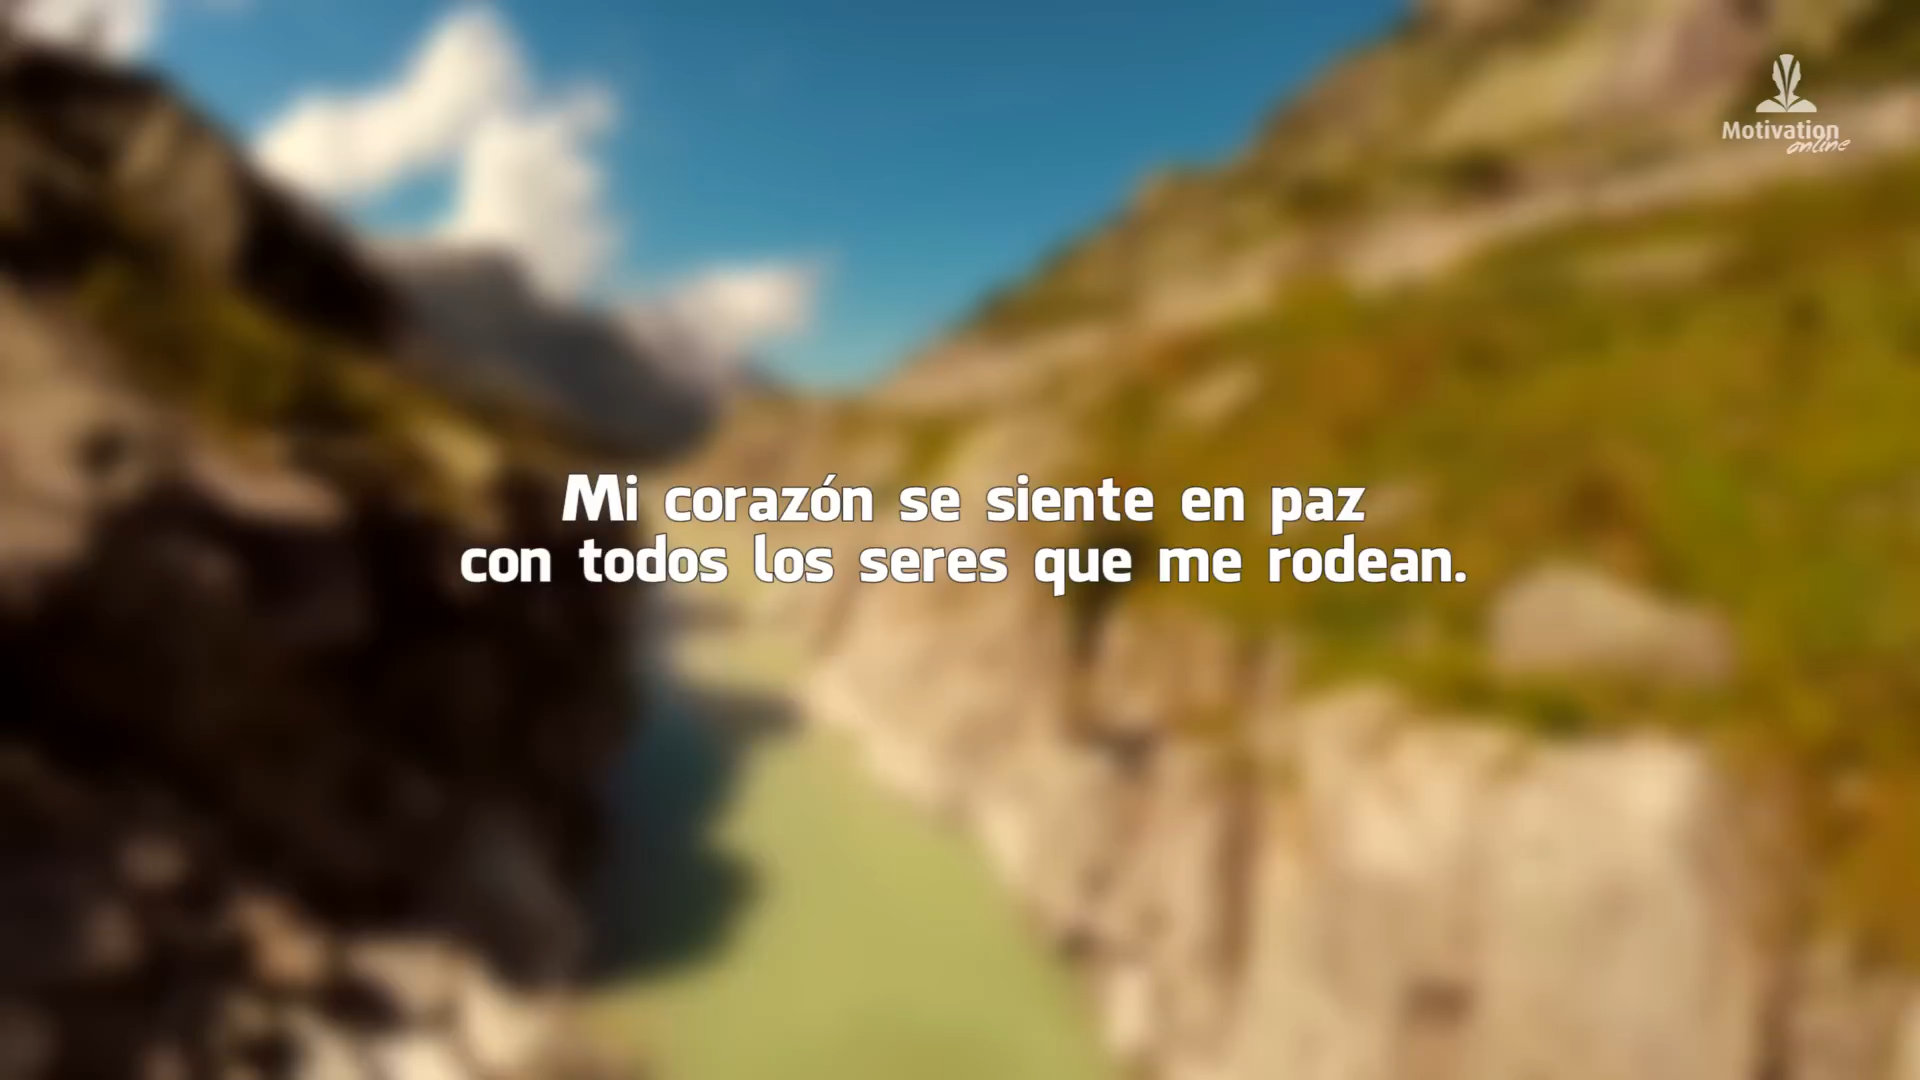 Motivation
online
Mi corazón se siente en paz
con todos los seres que me rodean.